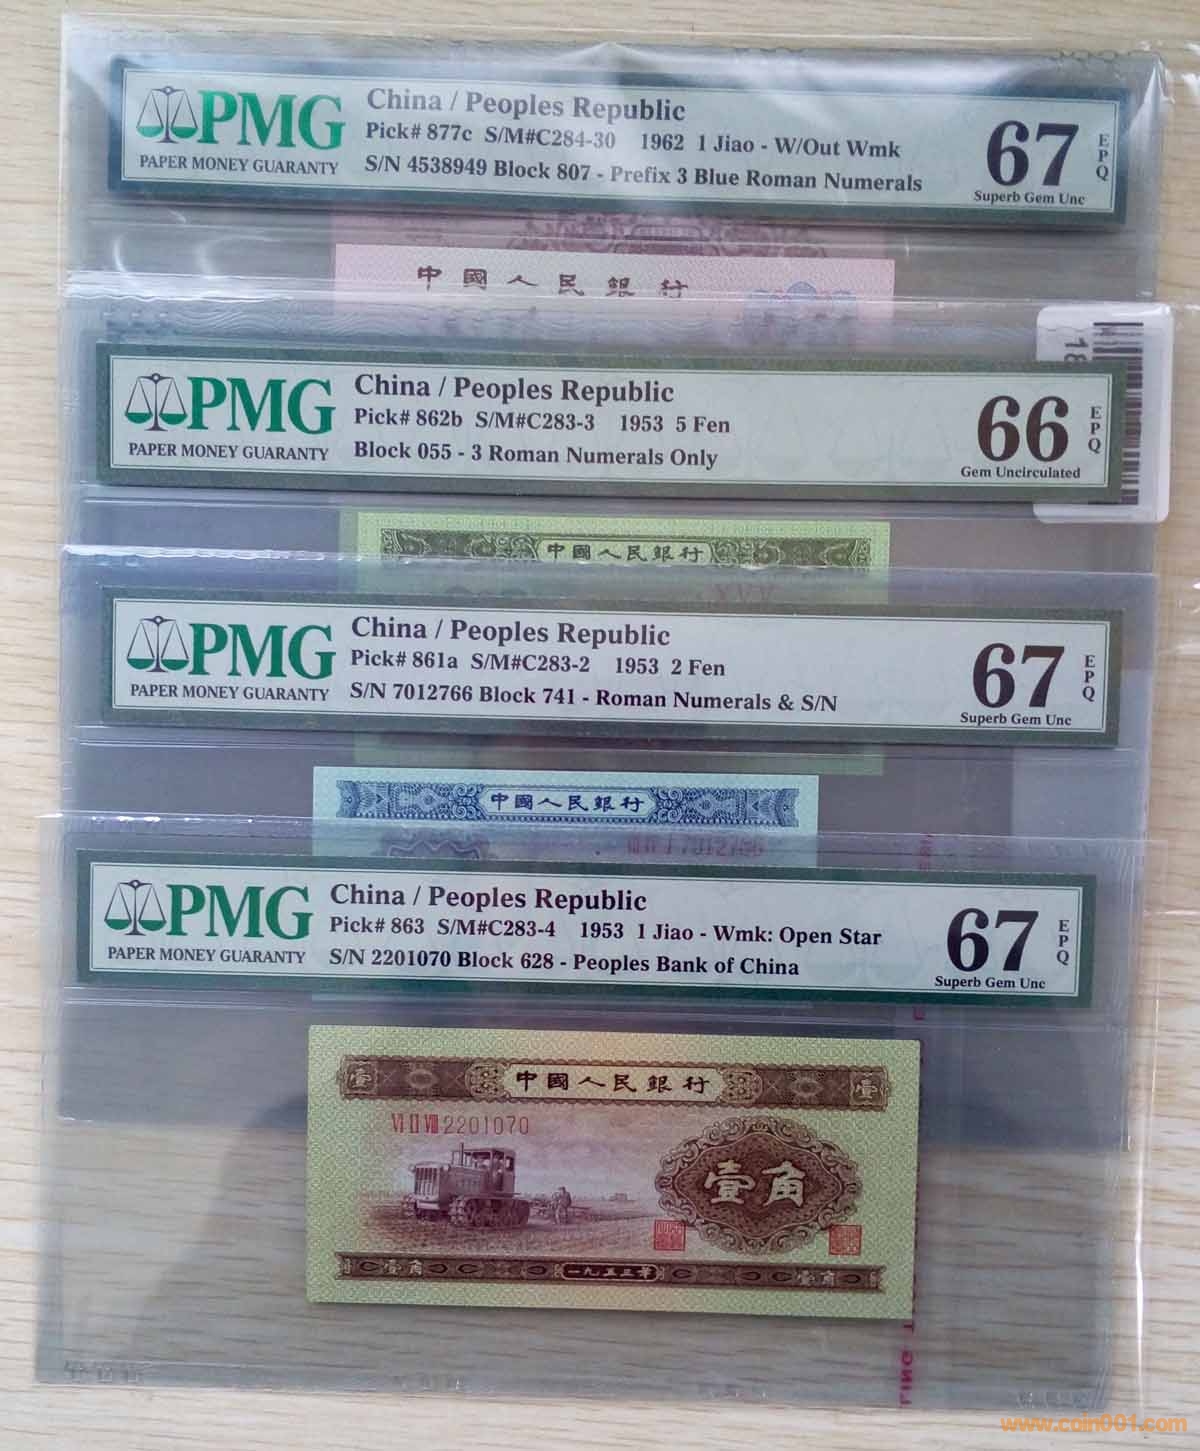 PMG
PAPER MONEY GUARANTY
China / Peoples Republic
Pick# 877c S/M#C284-30 1962 1 Jiao - W/Out Wmk
S/N 4538949 Block 807 - Prefix 3 Blue Roman Numerals
67
EPQ
Superb Gem Unc
中國人民銀行
18
PMG
PAPER MONEY GUARANTY
China / Peoples Republic
Pick# 862b S/M#C283-3 1953 5 Fen
Block 055 - 3 Roman Numerals Only
66
EPQ
Gem Uncirculated
中國人民銀行
PMG
PAPER MONEY GUARANTY
China / Peoples Republic
Pick# 861a S/M#C283-2 1953 2 Fen
S/N 7012766 Block 741 - Roman Numerals & S/N
67
EPQ
Superb Gem Unc
中國人民銀行
PMG
PAPER MONEY GUARANTY
China / Peoples Republic
Pick# 863 S/M#C283-4 1953 1 Jiao - Wmk: Open Star
S/N 2201070 Block 628 - Peoples Bank of China
67
EPQ
Superb Gem Unc
壹 中國人民銀行 壹
VI II VIII 2201070
壹角
壹角 一九五三年 壹角
www.coin001.com